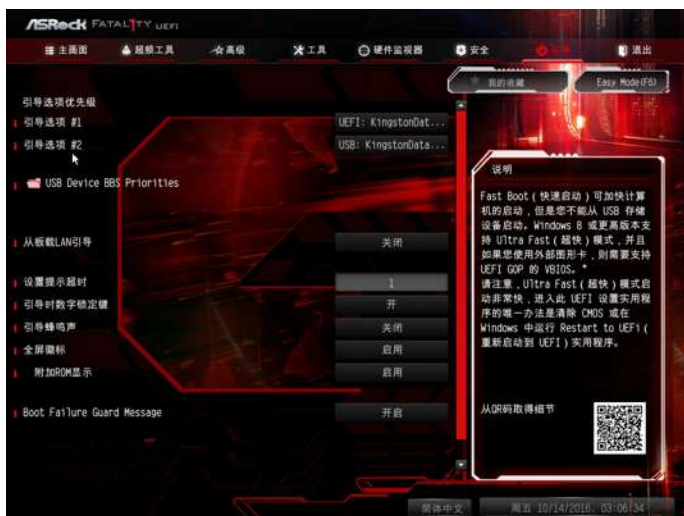 ASRock FATAL1TY UEFI
主画面 超频工具 高级 工具 硬件监视器 安全 引导 退出
我的收藏 Easy Mode(F6)
引导选项优先级
引导选项 #1 UEFI: KingstonDat...
引导选项 #2 USB: KingstonData...
USB Device BBS Priorities
从板载LAN引导 关闭
设置提示超时 1
引导时数字锁定键 开
引导蜂鸣声 关闭
全屏徽标 启用
附加ROM显示 启用
Boot Failure Guard Message 开启
说明
Fast Boot ( 快速启动 ) 可加快计算
机的启动 , 但是您不能从 USB 存储
设备启动。Windows 8 或更高版本支
持 Ultra Fast ( 超快 ) 模式 , 并且
如果您使用外部图形卡 , 则需要支持
UEFI GOP 的 VBIOS。"
请注意 , Ultra Fast ( 超快 ) 模式启
动非常快 , 进入此 UEFI 设置实用程
序的唯一办法是清除 CMOS 或在
Windows 中运行 Restart to UEFi (
重新启动到 UEFI ) 实用程序。
从QR码取得细节
简体中文 周五 10/14/2016, 03:06:34